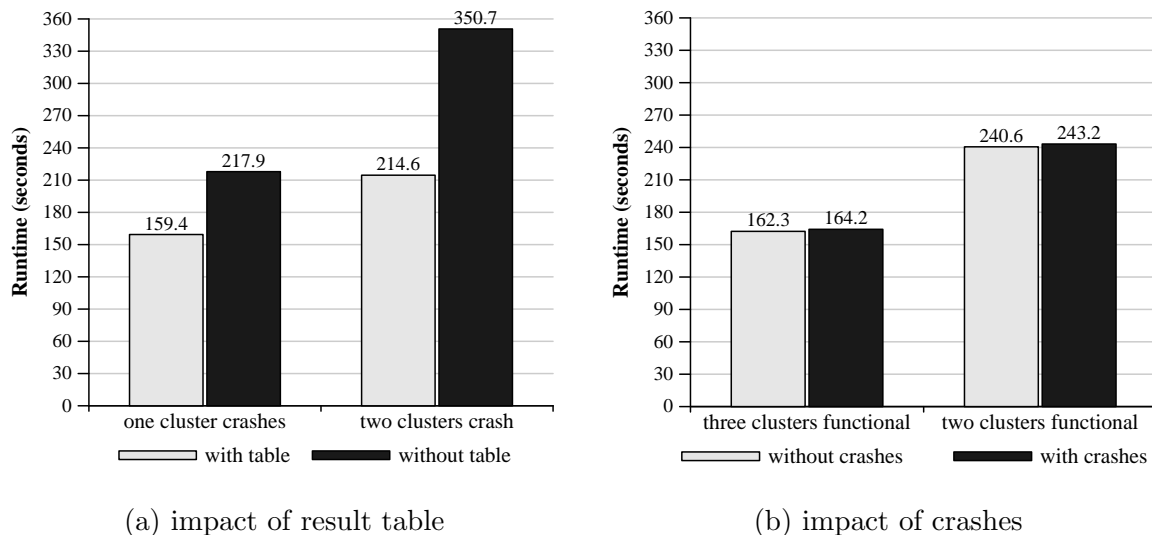 360
330
300
270
240
210
180
150
120
90
60
30
0
Runtime (seconds)
159.4
217.9
214.6
350.7
one cluster crashes
two clusters crash
with table
without table
(a) impact of result table
360
330
300
270
240
210
180
150
120
90
60
30
0
Runtime (seconds)
162.3
164.2
240.6
243.2
three clusters functional
two clusters functional
without crashes
with crashes
(b) impact of crashes